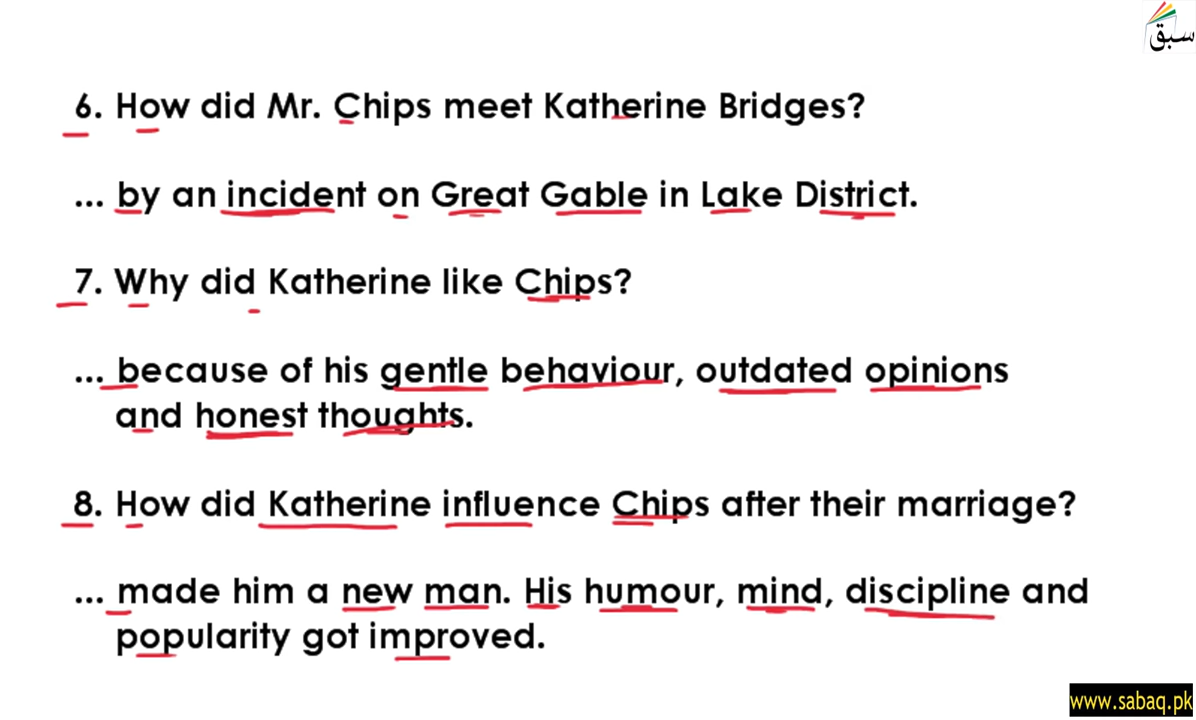 سبق
6. How did Mr. Chips meet Katherine Bridges?
... by an incident on Great Gable in Lake District.
7. Why did Katherine like Chips?
... because of his gentle behaviour, outdated opinions
and honest thoughts.
8. How did Katherine influence Chips after their marriage?
... made him a new man. His humour, mind, discipline and
popularity got improved.
www.sabaq.pk